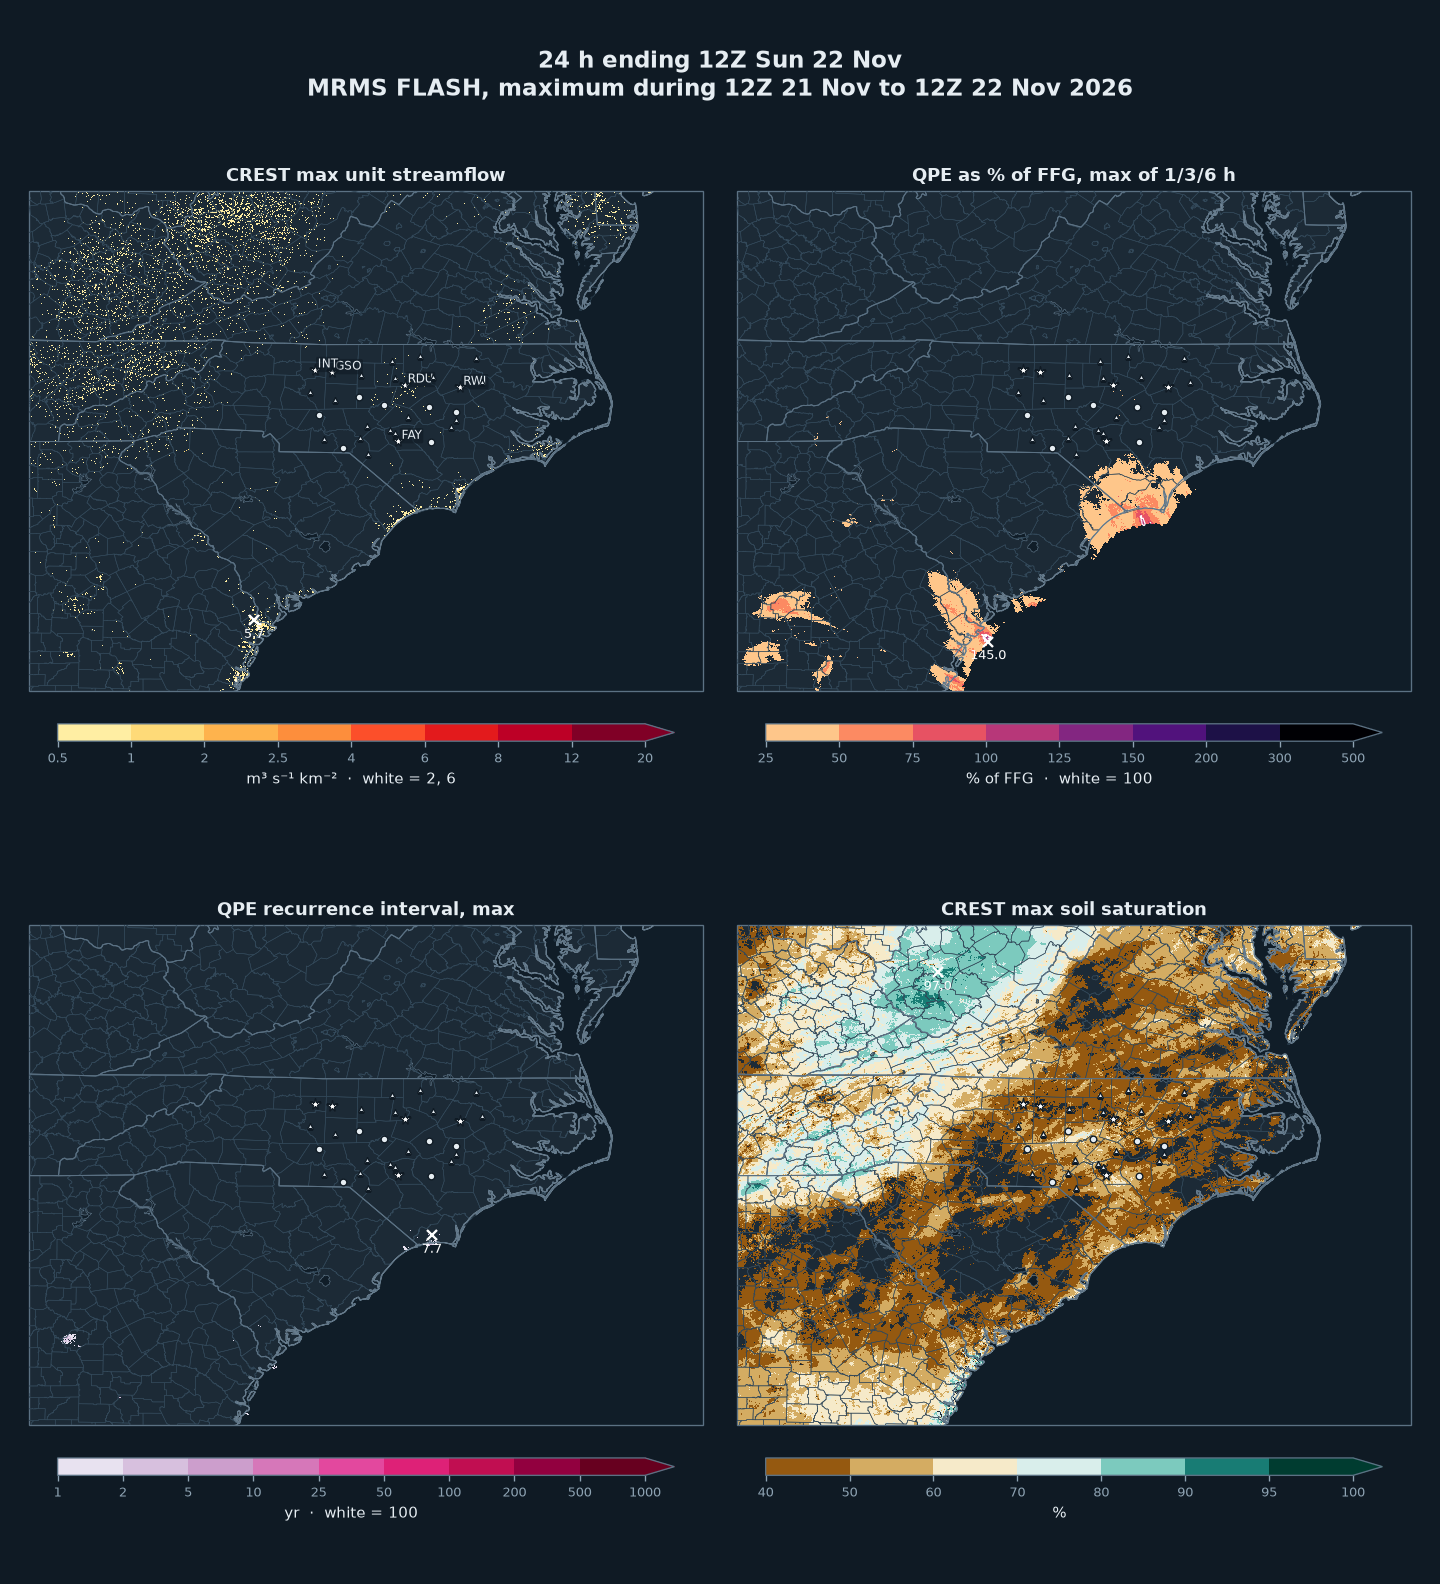 24 h ending 12Z Sun 22 Nov
MRMS FLASH, maximum during 12Z 21 Nov to 12Z 22 Nov 2026
CREST max unit streamflow
INT
GSO
RDU
RWI
FAY
5.7
0.5 1 2 2.5 4 6 8 12 20
m³ s⁻¹ km⁻² · white = 2, 6
QPE as % of FFG, max of 1/3/6 h
145.0
25 50 75 100 125 150 200 300 500
% of FFG · white = 100
QPE recurrence interval, max
7.7
1 2 5 10 25 50 100 200 500 1000
yr · white = 100
CREST max soil saturation
97.0
40 50 60 70 80 90 95 100
%